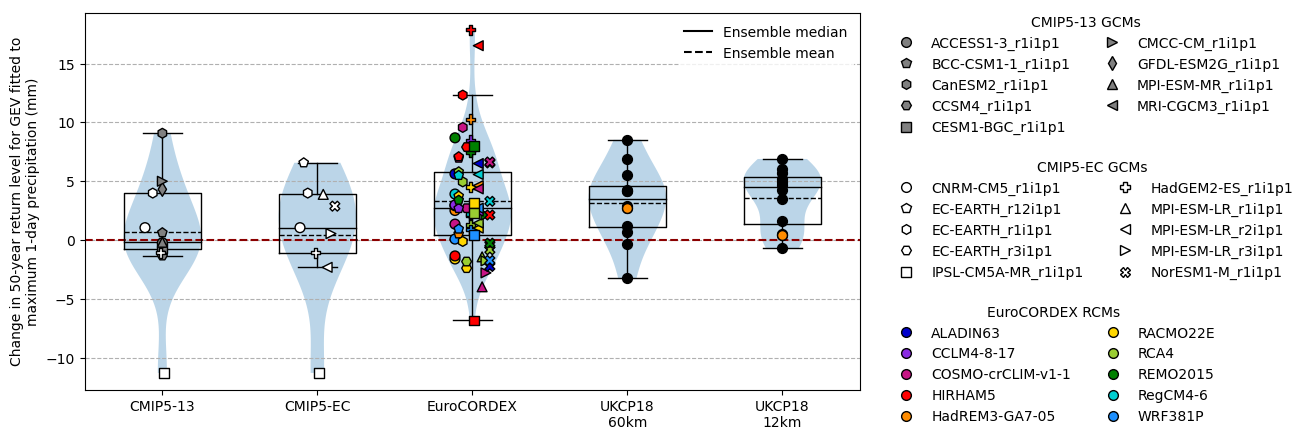 Change in 50-year return level for GEV fitted to
maximum 1-day precipitation (mm)
15
10
5
0
−5
−10
Ensemble median
Ensemble mean
CMIP5-13
CMIP5-EC
EuroCORDEX
UKCP18
60km
UKCP18
12km
CMIP5-13 GCMs
ACCESS1-3_r1i1p1
BCC-CSM1-1_r1i1p1
CanESM2_r1i1p1
CCSM4_r1i1p1
CESM1-BGC_r1i1p1
CMCC-CM_r1i1p1
GFDL-ESM2G_r1i1p1
MPI-ESM-MR_r1i1p1
MRI-CGCM3_r1i1p1
CMIP5-EC GCMs
CNRM-CM5_r1i1p1
EC-EARTH_r12i1p1
EC-EARTH_r1i1p1
EC-EARTH_r3i1p1
IPSL-CM5A-MR_r1i1p1
HadGEM2-ES_r1i1p1
MPI-ESM-LR_r1i1p1
MPI-ESM-LR_r2i1p1
MPI-ESM-LR_r3i1p1
NorESM1-M_r1i1p1
EuroCORDEX RCMs
ALADIN63
CCLM4-8-17
COSMO-crCLIM-v1-1
HIRHAM5
HadREM3-GA7-05
RACMO22E
RCA4
REMO2015
RegCM4-6
WRF381P